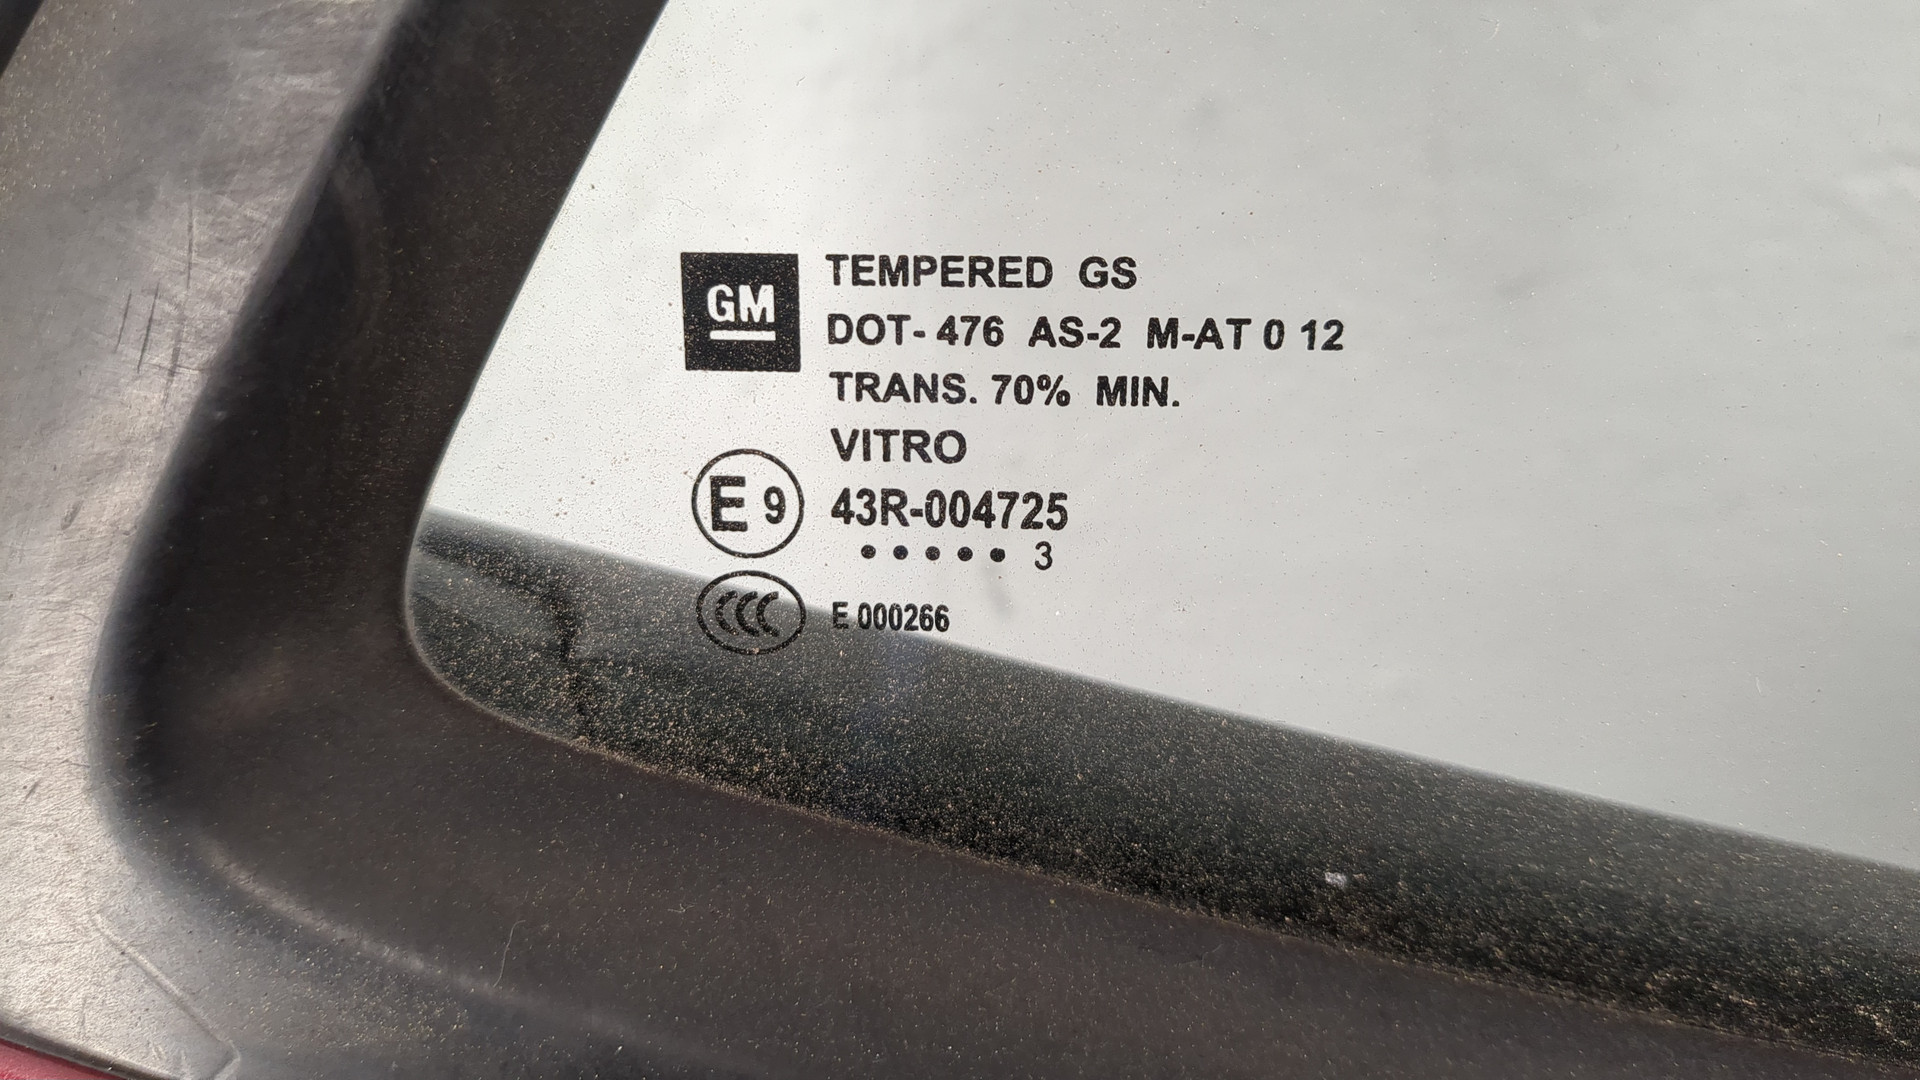 GM
TEMPERED GS
DOT- 476 AS-2 M-AT 0 12
TRANS. 70% MIN.
VITRO
E 9 43R-004725
• • • • • 3
CCC E 000266